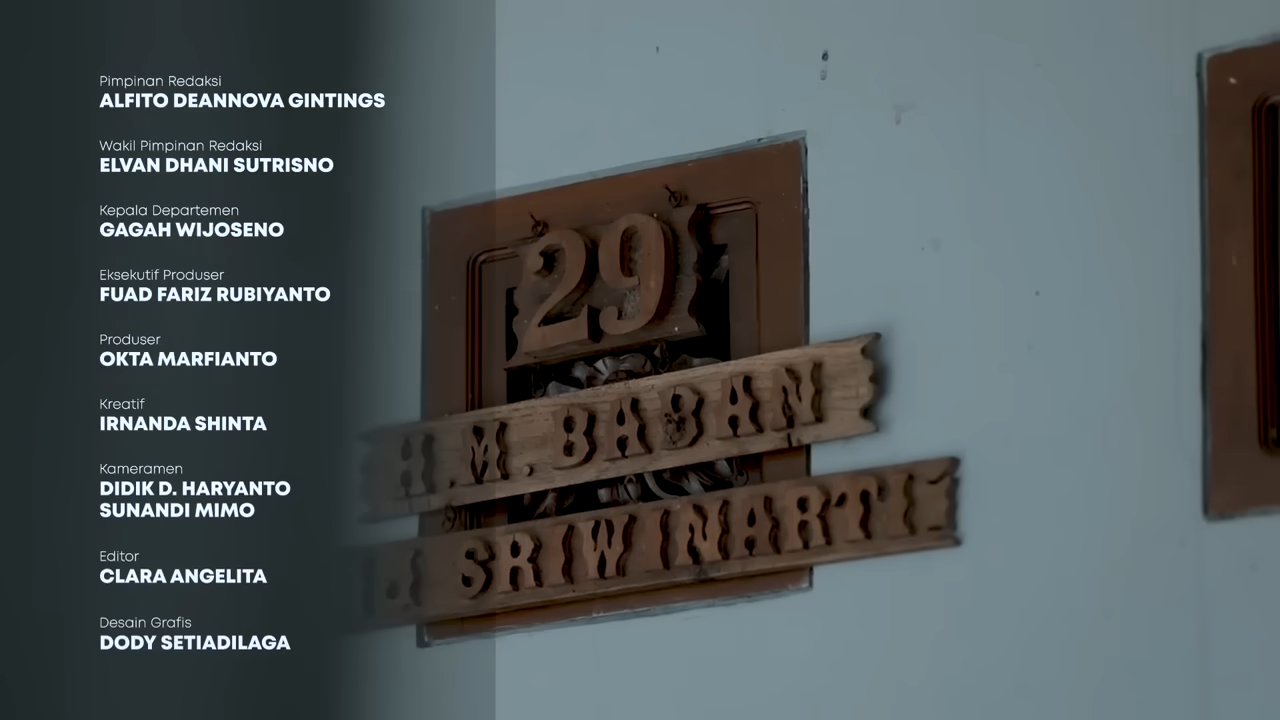 Pimpinan Redaksi
ALFITO DEANNOVA GINTINGS
Wakil Pimpinan Redaksi
ELVAN DHANI SUTRISNO
Kepala Departemen
GAGAH WIJOSENO
Eksekutif Produser
FUAD FARIZ RUBIYANTO
Produser
OKTA MARFIANTO
Kreatif
IRNANDA SHINTA
Kameramen
DIDIK D. HARYANTO
SUNANDI MIMO
Editor
CLARA ANGELITA
Desain Grafis
DODY SETIADILAGA
29
H.M. BABAN
SRIWINARTI